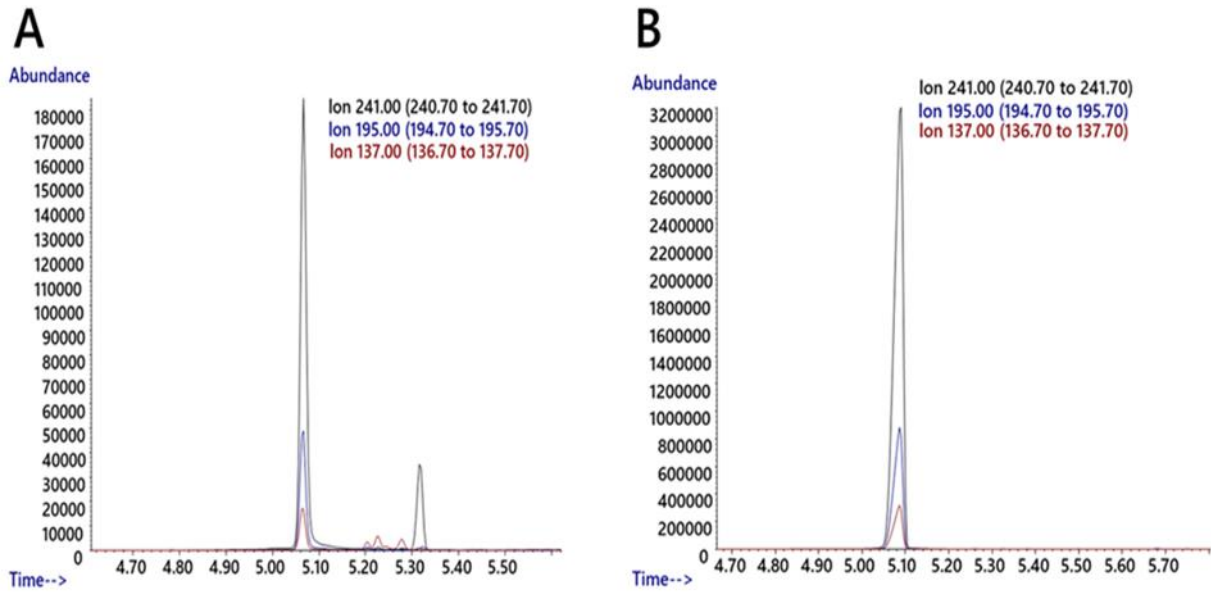 A
Abundance
Ion 241.00 (240.70 to 241.70)
Ion 195.00 (194.70 to 195.70)
Ion 137.00 (136.70 to 137.70)
180000
170000
160000
150000
140000
130000
120000
110000
100000
90000
80000
70000
60000
50000
40000
30000
20000
10000
0
4.70 4.80 4.90 5.00 5.10 5.20 5.30 5.40 5.50
Time-->
B
Abundance
Ion 241.00 (240.70 to 241.70)
Ion 195.00 (194.70 to 195.70)
Ion 137.00 (136.70 to 137.70)
3200000
3000000
2800000
2600000
2400000
2200000
2000000
1800000
1600000
1400000
1200000
1000000
800000
600000
400000
200000
0
4.70 4.80 4.90 5.00 5.10 4.70 5.30 5.40 5.50 5.60 5.70
Time-->